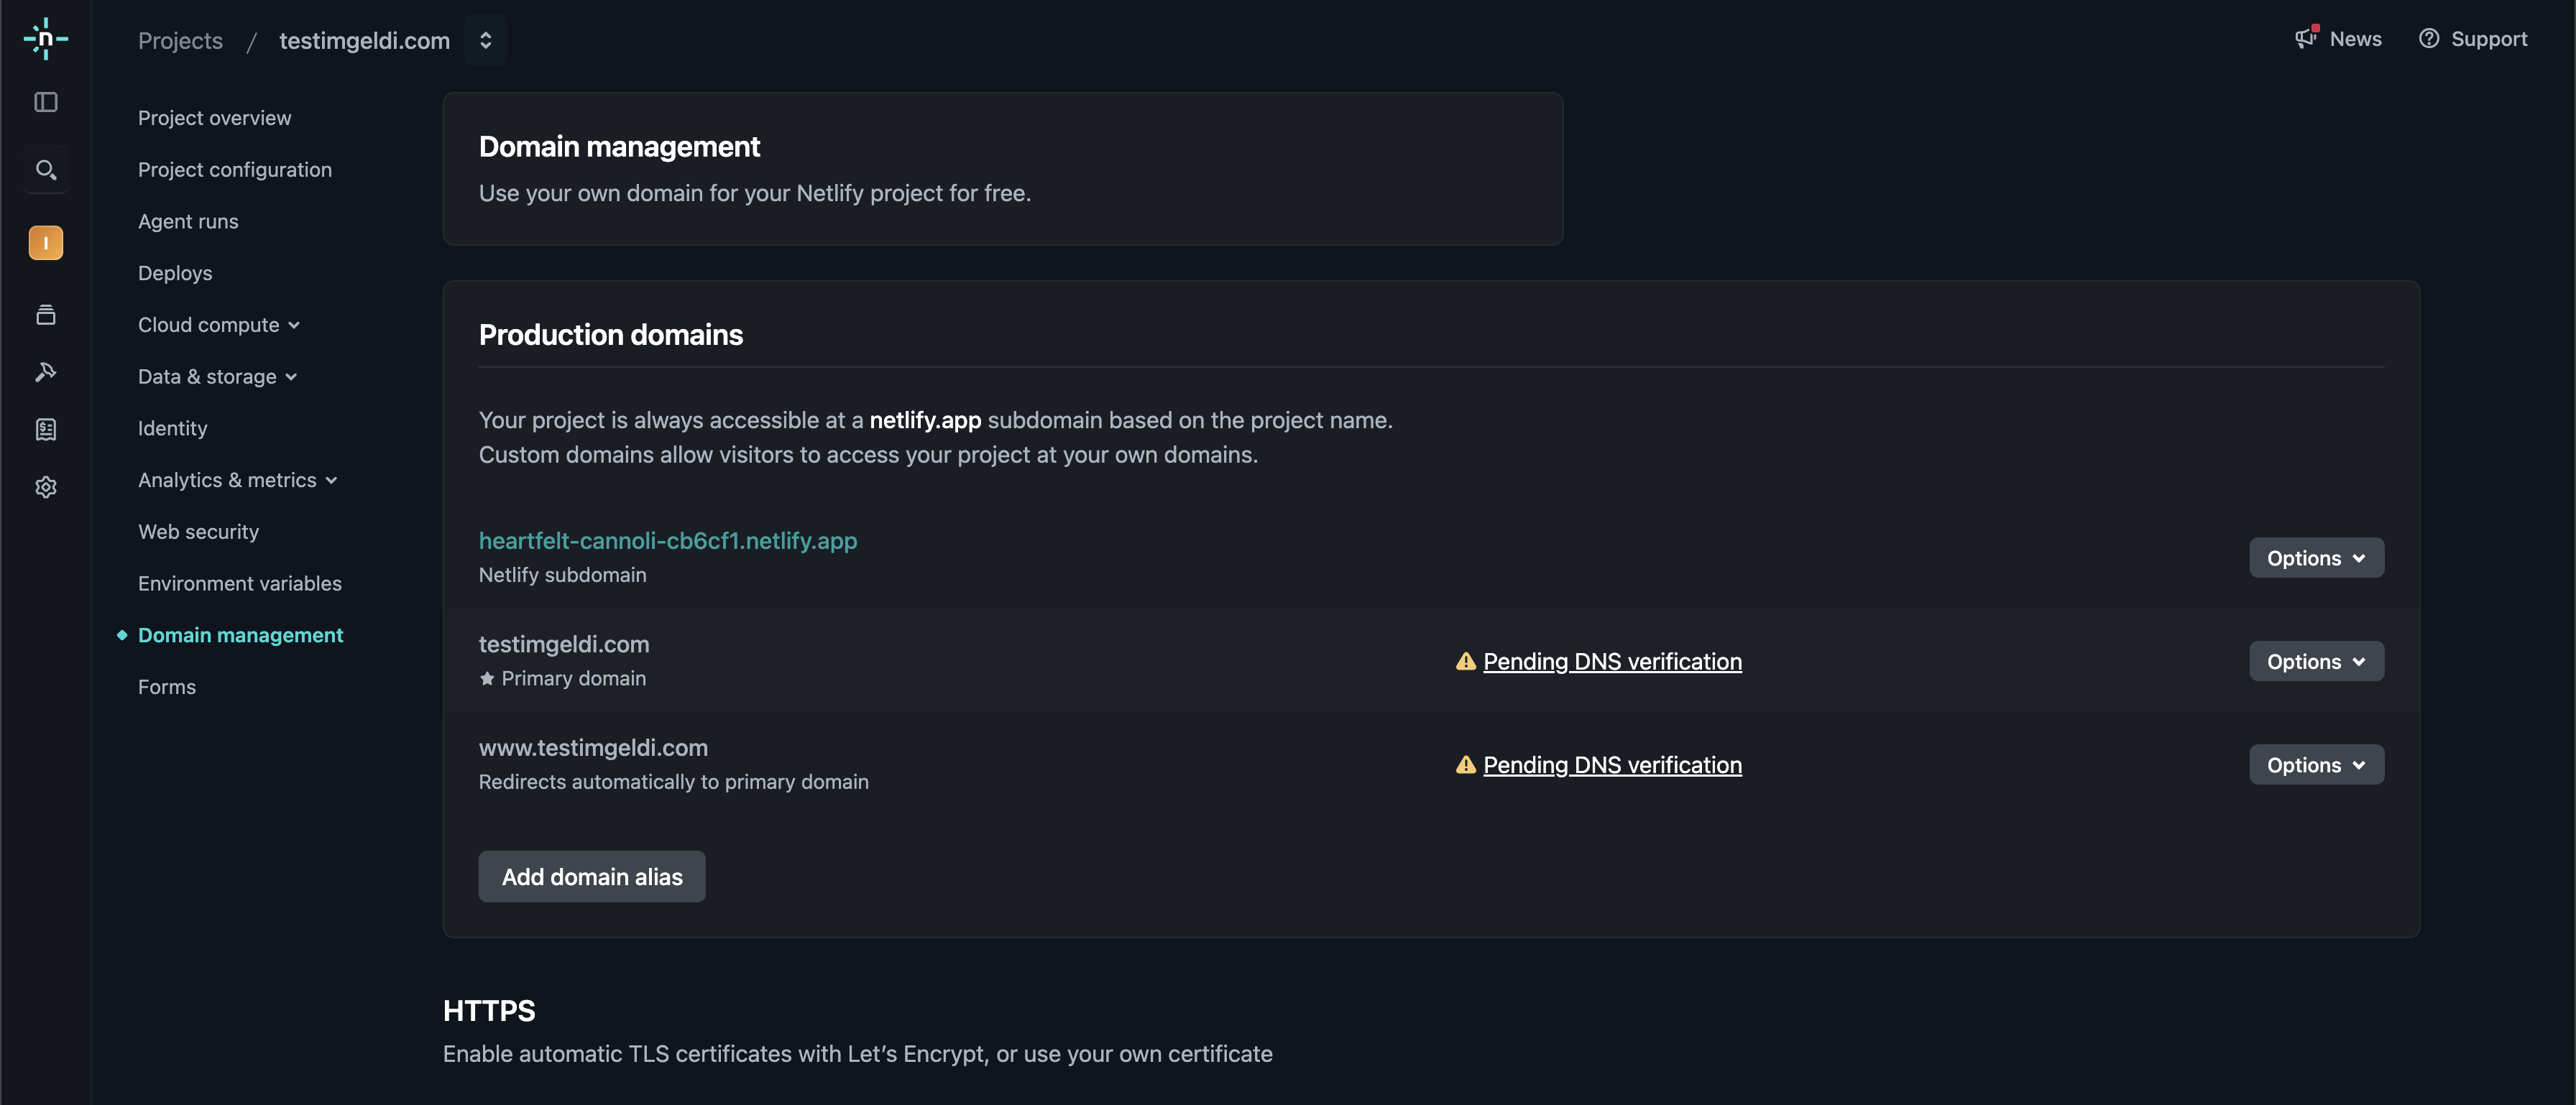 Projects / testimgeldi.com
News
Support
Project overview
Project configuration
Agent runs
Deploys
Cloud compute
Data & storage
Identity
Analytics & metrics
Web security
Environment variables
Domain management
Forms
n
I
Domain management
Use your own domain for your Netlify project for free.
Production domains
Your project is always accessible at a netlify.app subdomain based on the project name.
Custom domains allow visitors to access your project at your own domains.
heartfelt-cannoli-cb6cf1.netlify.app
Netlify subdomain
Options
testimgeldi.com
Primary domain
Pending DNS verification
Options
www.testimgeldi.com
Redirects automatically to primary domain
Pending DNS verification
Options
Add domain alias
HTTPS
Enable automatic TLS certificates with Let’s Encrypt, or use your own certificate